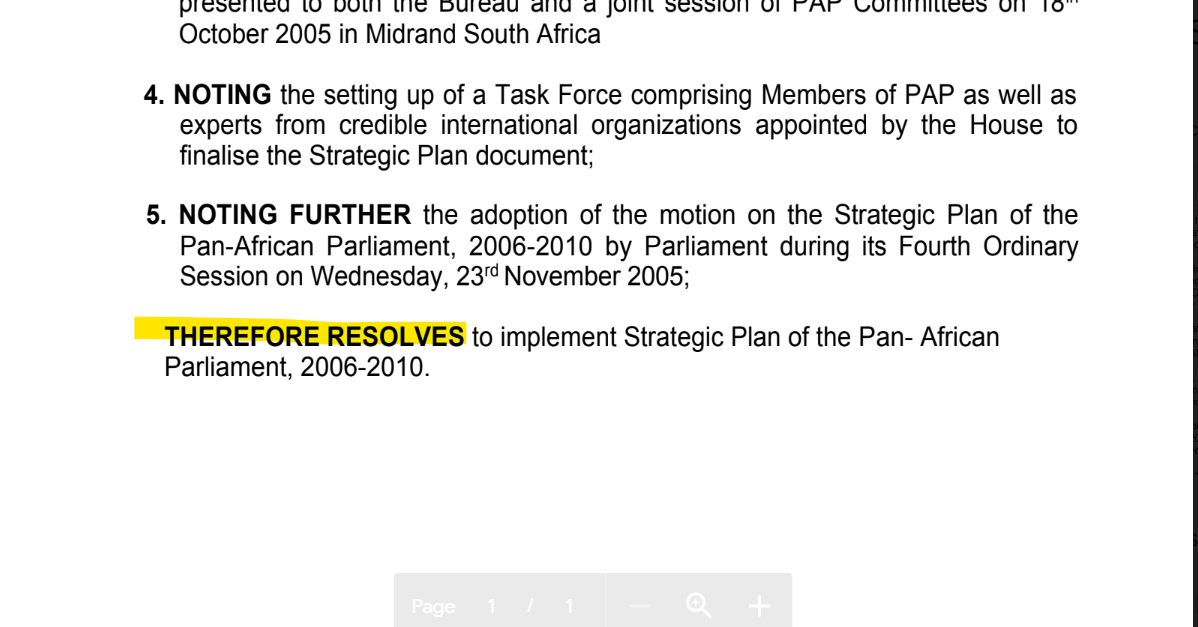 presented to both the Bureau and a joint session of PAP Committees on 18th
October 2005 in Midrand South Africa
4. NOTING the setting up of a Task Force comprising Members of PAP as well as
experts from credible international organizations appointed by the House to
finalise the Strategic Plan document;
5. NOTING FURTHER the adoption of the motion on the Strategic Plan of the
Pan-African Parliament, 2006-2010 by Parliament during its Fourth Ordinary
Session on Wednesday, 23rd November 2005;
THEREFORE RESOLVES to implement Strategic Plan of the Pan- African
Parliament, 2006-2010.
Page 1 / 1